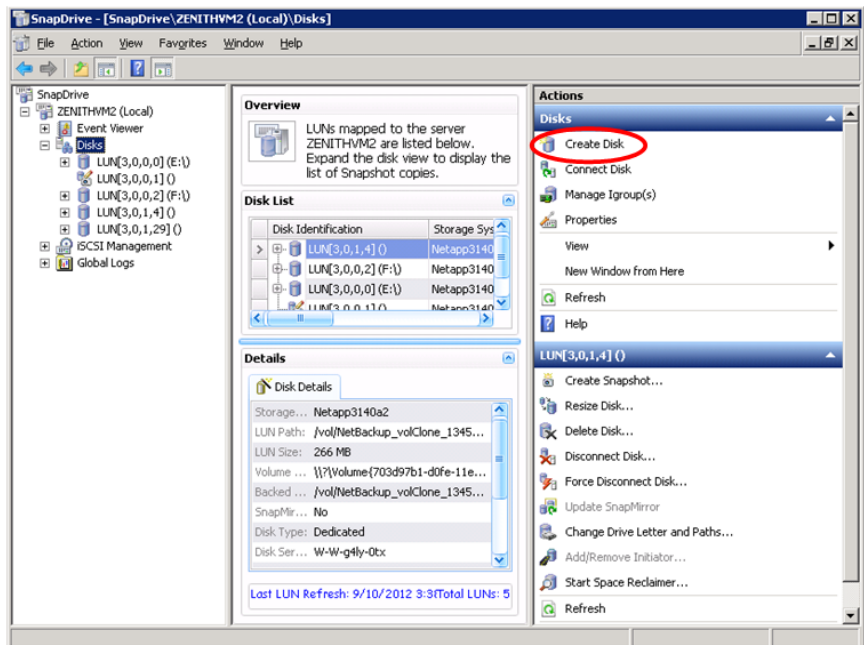 SnapDrive - [SnapDrive\ZENITHVM2 (Local)\Disks]
File Action View Favorites Window Help
SnapDrive
ZENITHVM2 (Local)
Event Viewer
Disks
LUN[3,0,0,0] (E:\)
LUN[3,0,0,1] ()
LUN[3,0,0,2] (F:\)
LUN[3,0,1,4] ()
LUN[3,0,1,29] ()
iSCSI Management
Global Logs
Overview
LUNs mapped to the server
ZENITHVM2 are listed below.
Expand the disk view to display the
list of Snapshot copies.
Disk List
Disk Identification Storage Sys
LUN[3,0,1,4] () Netapp3140
LUN[3,0,0,2] (F:\) Netapp3140
LUN[3,0,0,0] (E:\) Netapp3140
LUN[3,0,0,1] () Netapp3140
Details
Disk Details
Storage... Netapp3140a2
LUN Path: /vol/NetBackup_volClone_1345...
LUN Size: 266 MB
Volume ... \\?\Volume{703d97b1-d0fe-11e...
Backed ... /vol/NetBackup_volClone_1345...
SnapMir... No
Disk Type: Dedicated
Disk Ser... W-W-g4ly-0tx
Last LUN Refresh: 9/10/2012 3:3 Total LUNs: 5
Actions
Disks
Create Disk
Connect Disk
Manage Igroup(s)
Properties
View
New Window from Here
Refresh
Help
LUN[3,0,1,4] ()
Create Snapshot...
Resize Disk...
Delete Disk...
Disconnect Disk...
Force Disconnect Disk...
Update SnapMirror
Change Drive Letter and Paths...
Add/Remove Initiator...
Start Space Reclaimer...
Refresh